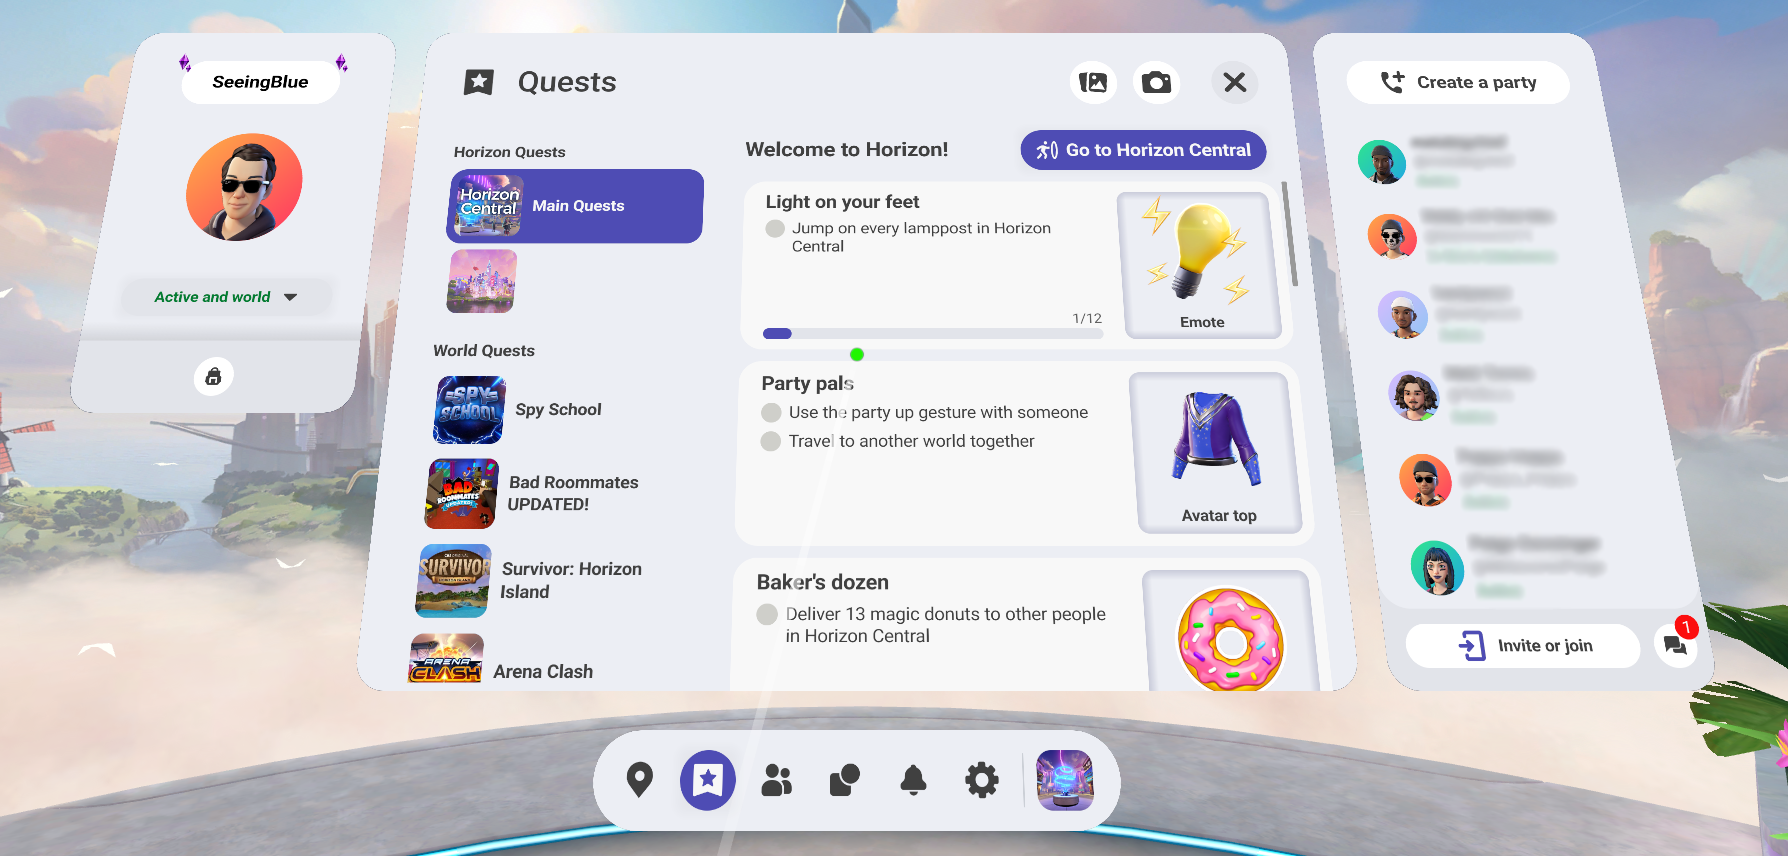 SeeingBlue
Active and world
Quests
Horizon Quests
Horizon
Central
Main Quests
World Quests
SPY
SCHOOL
Spy School
BAD
ROOMMATES
Bad Roommates
UPDATED!
SURVIVOR
Survivor: Horizon
Island
ARENA
CLASH
Arena Clash
Welcome to Horizon!
Go to Horizon Central
Light on your feet
Jump on every lamppost in Horizon
Central
1/12
Emote
Party pals
Use the party up gesture with someone
Travel to another world together
Avatar top
Baker's dozen
Deliver 13 magic donuts to other people
in Horizon Central
Create a party
Invite or join
1